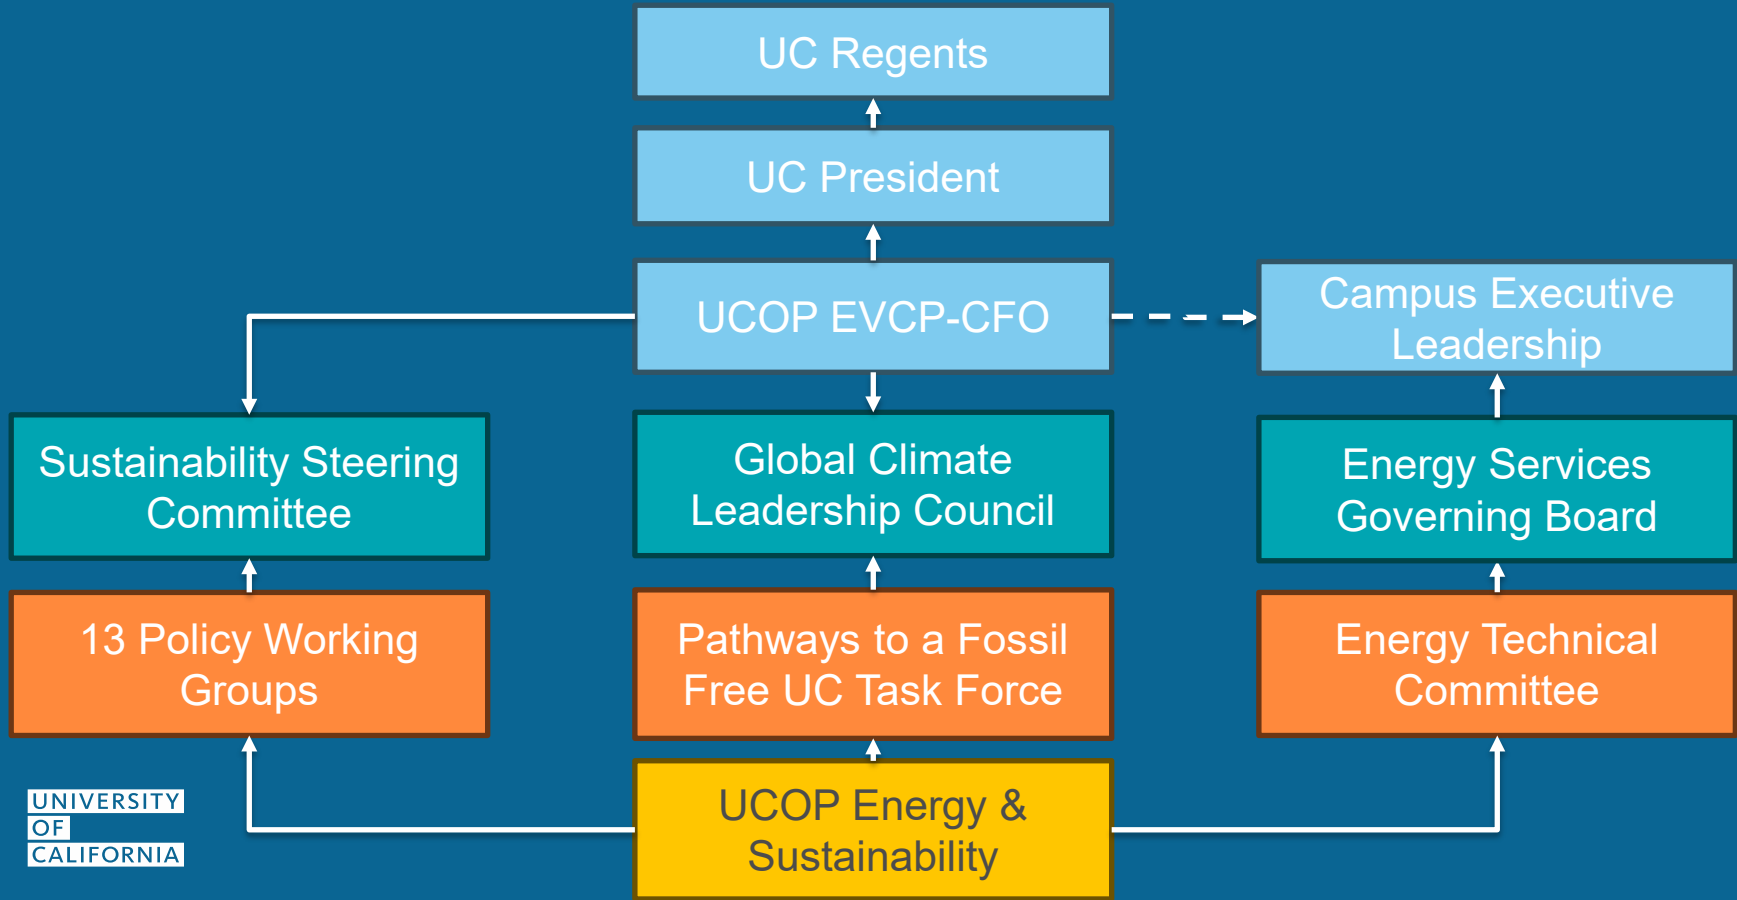 UC Regents
UC President
UCOP EVCP-CFO
Campus Executive
Leadership
Sustainability Steering
Committee
Global Climate
Leadership Council
Energy Services
Governing Board
13 Policy Working
Groups
Pathways to a Fossil
Free UC Task Force
Energy Technical
Committee
UCOP Energy &
Sustainability
UNIVERSITY
OF
CALIFORNIA